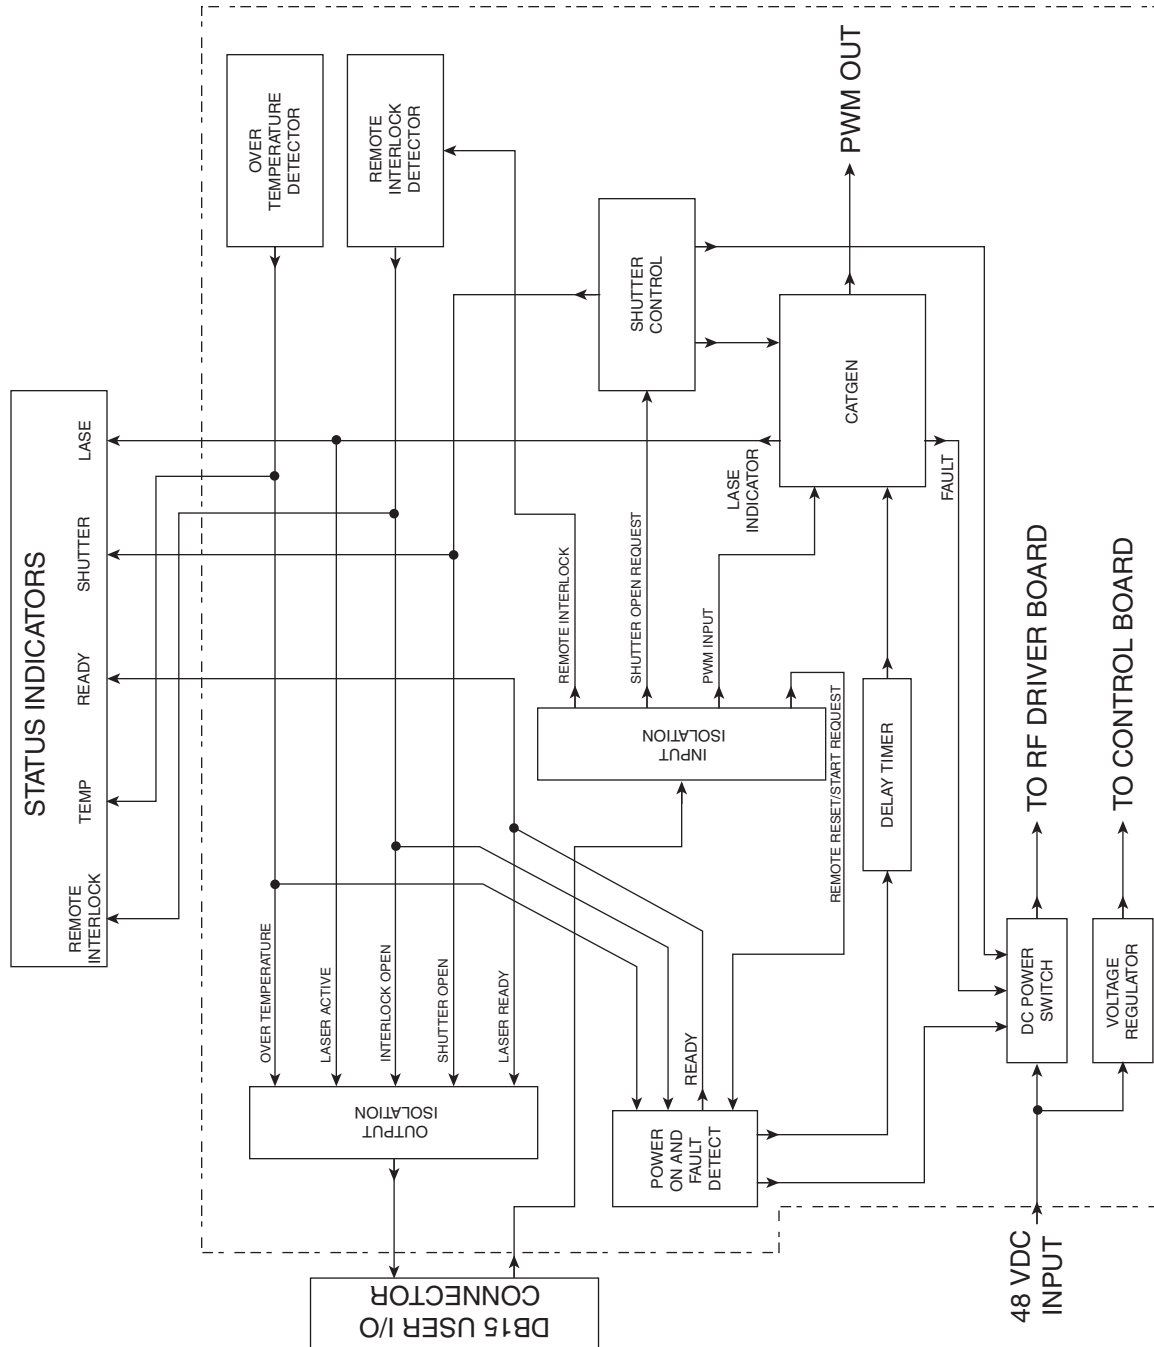 STATUS INDICATORS
REMOTE
INTERLOCK
TEMP
READY
SHUTTER
LASE
OVER
TEMPERATURE
DETECTOR
REMOTE
INTERLOCK
DETECTOR
OVER TEMPERATURE
LASER ACTIVE
INTERLOCK OPEN
SHUTTER OPEN
LASER READY
OUTPUT
ISOLATION
DB15 USER I/O
CONNECTOR
INPUT
ISOLATION
REMOTE INTERLOCK
SHUTTER OPEN REQUEST
PWM INPUT
REMOTE RESET/START REQUEST
SHUTTER
CONTROL
LASE
INDICATOR
CATGEN
FAULT
PWM OUT
POWER
ON AND
FAULT
DETECT
READY
DELAY TIMER
48 VDC
INPUT
DC POWER
SWITCH
TO RF DRIVER BOARD
VOLTAGE
REGULATOR
TO CONTROL BOARD